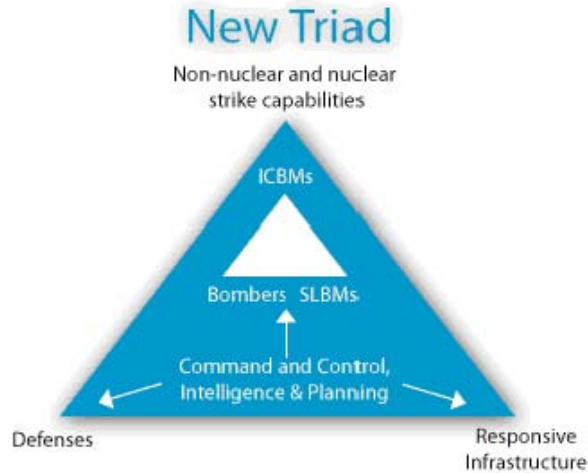 New Triad
Non-nuclear and nuclear
strike capabilities
ICBMs
Bombers SLBMs
Command and Control,
Intelligence & Planning
Defenses
Responsive
Infrastructure